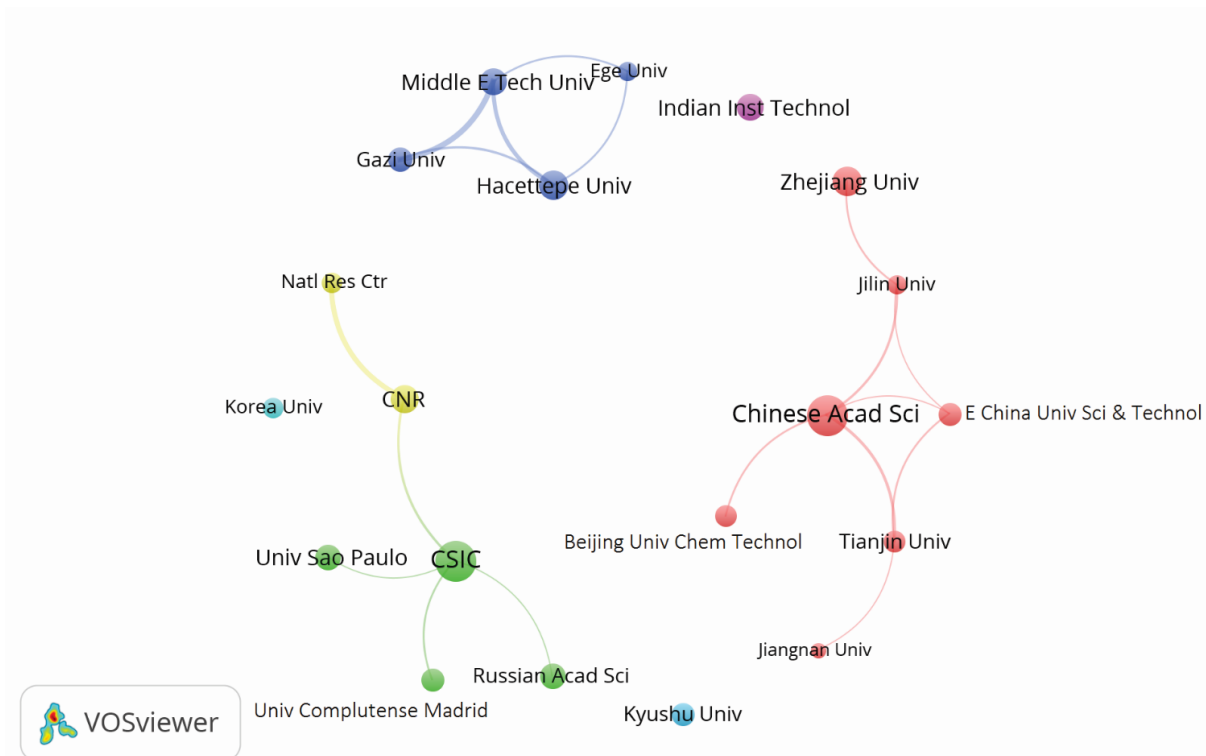 Ege Univ
Middle E Tech Univ
Indian Inst Technol
Gazi Univ
Hacettepe Univ
Zhejiang Univ
Natl Res Ctr
Jilin Univ
CNR
Korea Univ
Chinese Acad Sci
E China Univ Sci & Technol
Beijing Univ Chem Technol
Tianjin Univ
Univ Sao Paulo
CSIC
Jiangnan Univ
Russian Acad Sci
Univ Complutense Madrid
Kyushu Univ
VOSviewer